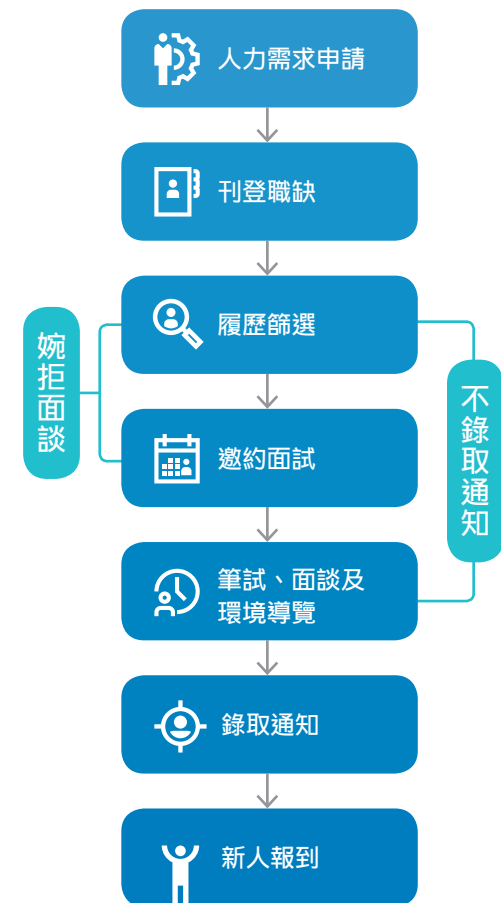 人力需求申請
刊登職缺
履歷篩選
婉拒面談
不錄取通知
邀約面試
筆試、面談及
環境導覽
錄取通知
新人報到